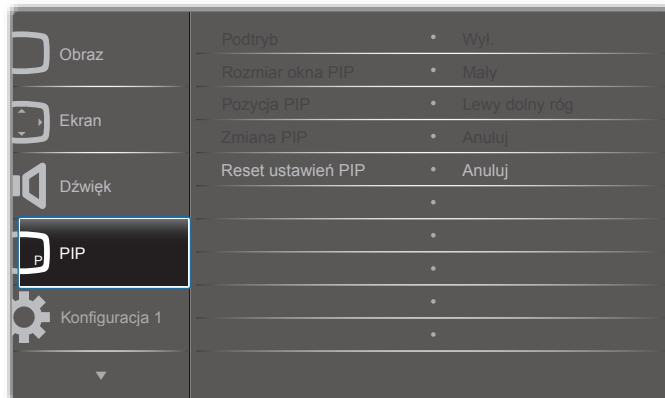 Obraz
Ekran
Dźwięk
P
PIP
Konfiguracja 1
Podtryb • Wył.
Rozmiar okna PIP • Mały
Pozycja PIP • Lewy dolny róg
Zmiana PIP • Anuluj
Reset ustawień PIP • Anuluj